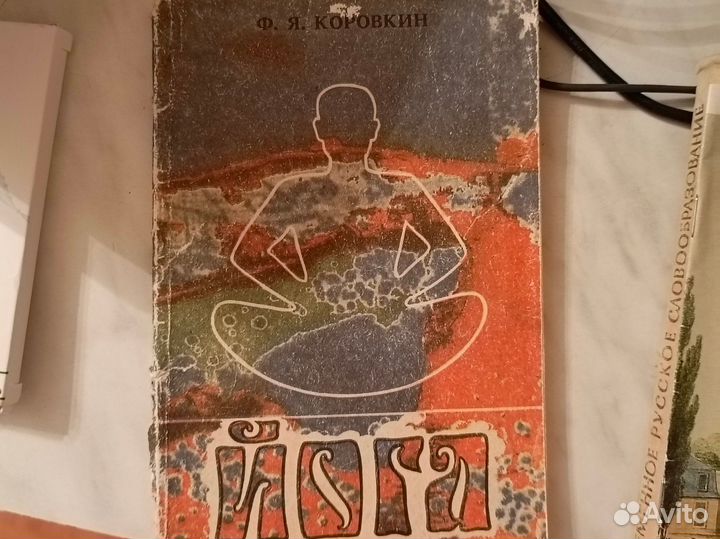 Ф. Я. КОРОВКИН
ЙОГА
РУССКОЕ СЛОВООБРАЗОВАНИЕ
Avito